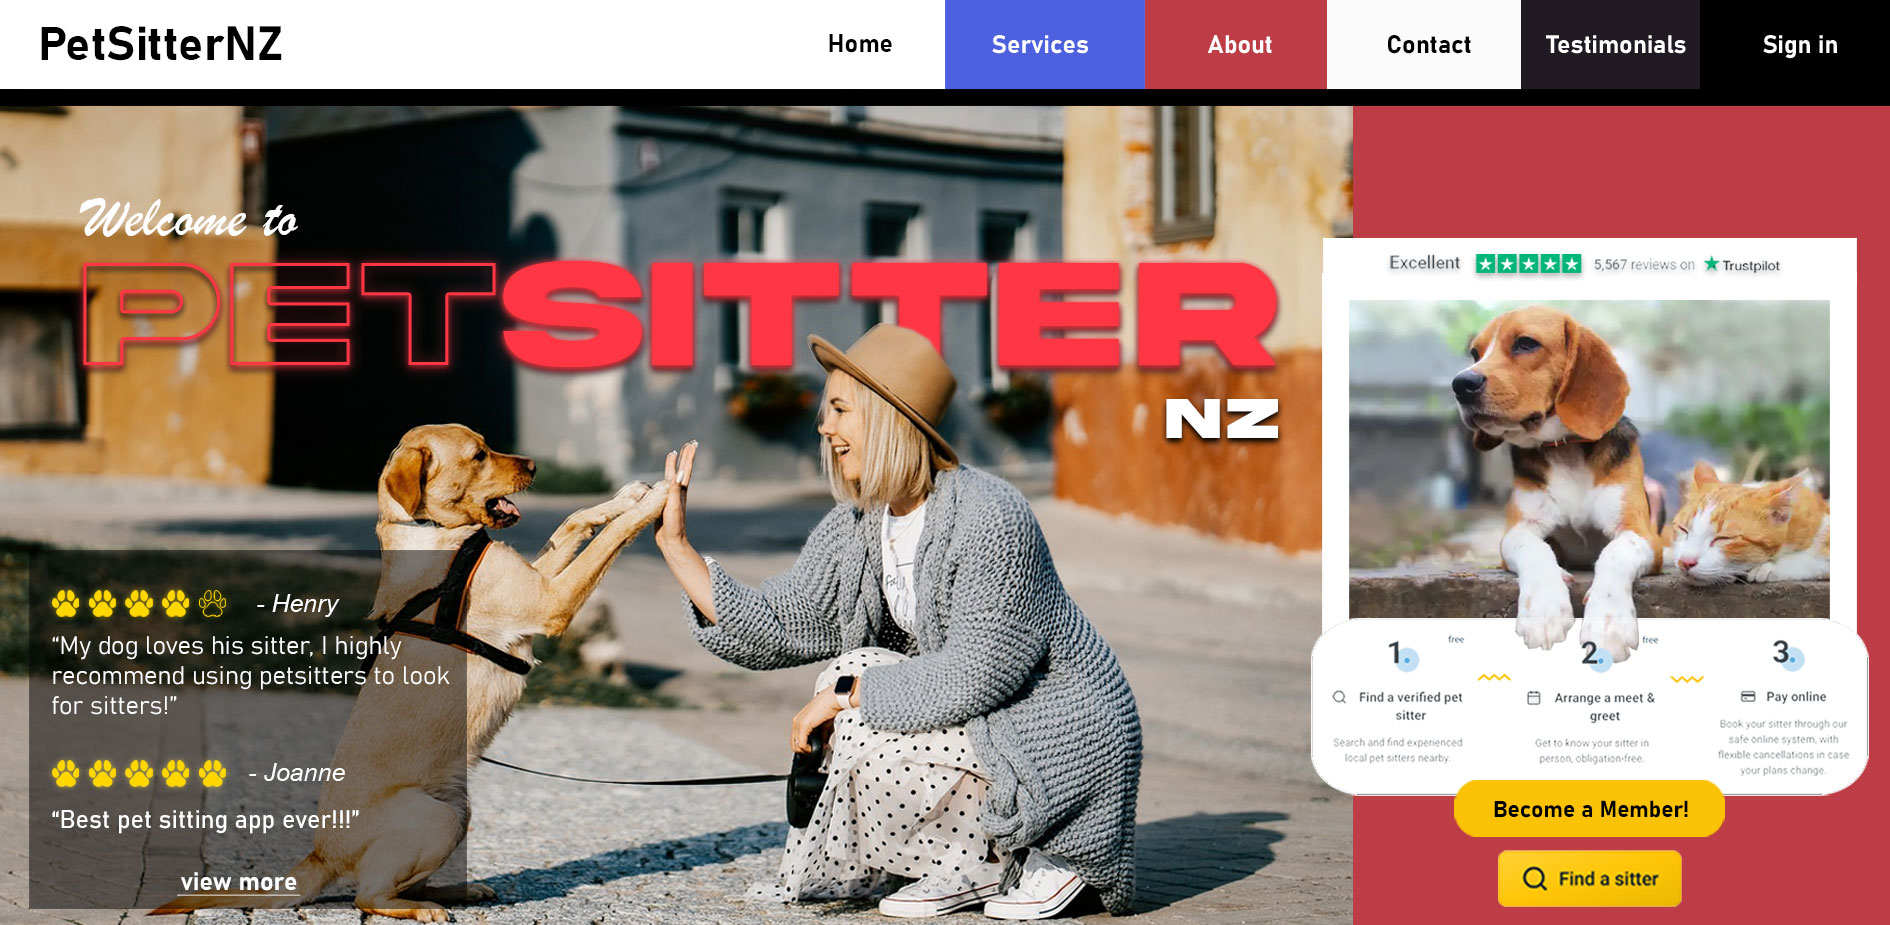 PetSitterNZ
Home
Services
About
Contact
Testimonials
Sign in
Welcome to
PETSITTER
NZ
- Henry
“My dog loves his sitter, I highly
recommend using petsitters to look
for sitters!”
- Joanne
“Best pet sitting app ever!!!”
view more
Excellent
5,567 reviews on
Trustpilot
1.
free
2.
free
3.
Find a verified pet
sitter
Search and find experienced
local pet sitters nearby.
Arrange a meet &
greet
Get to know your sitter in
person, obligation-free.
Pay online
Book your sitter through our
safe online system, with
flexible cancellations in case
your plans change.
Become a Member!
Find a sitter